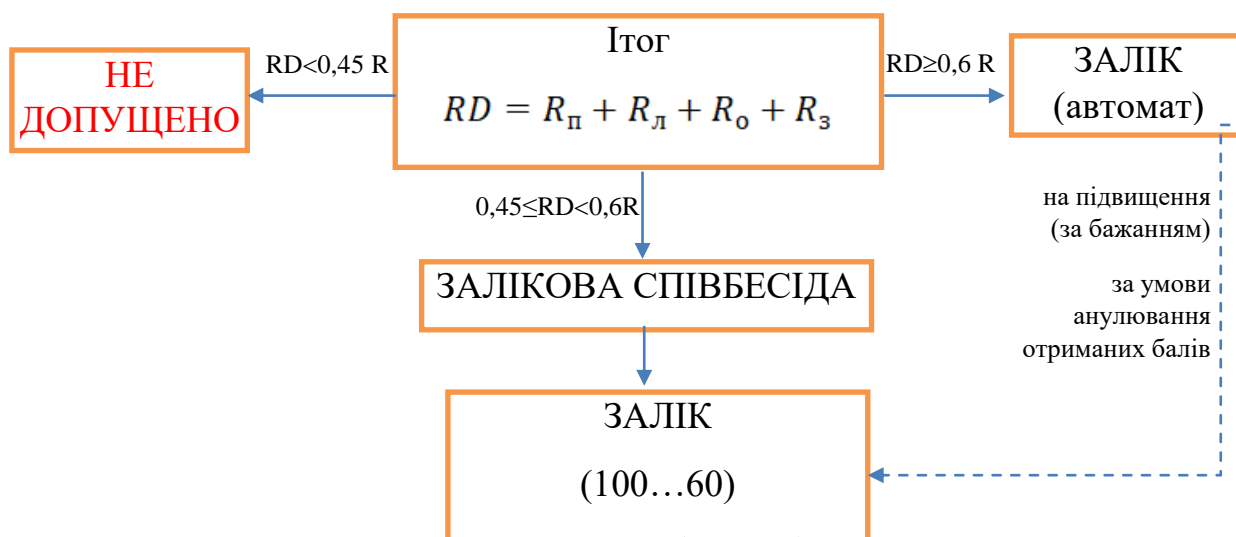 Ітог
RD<0,45 R
RD≥0,6 R
НЕ
ДОПУЩЕНО
RD = Rп + Rл + Rо + Rз
ЗАЛІК
(автомат)
0,45≤RD<0,6R
на підвищення
(за бажанням)
ЗАЛІКОВА СПІВБЕСІДА
за умови
анулювання
отриманих балів
ЗАЛІК
(100…60)